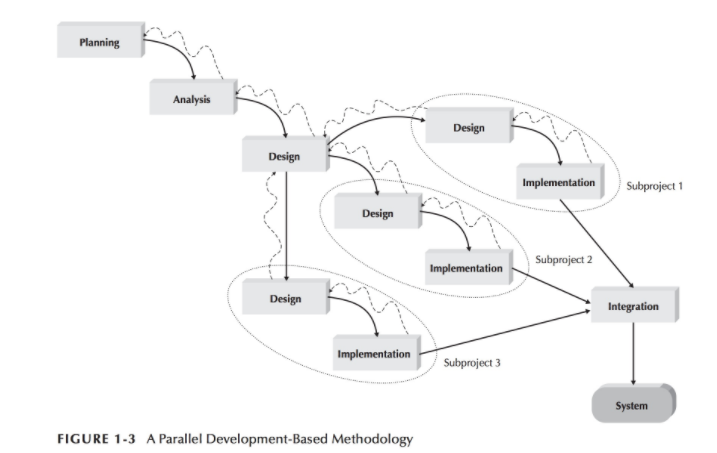 Planning
Analysis
Design
Design
Implementation
Subproject 1
Design
Implementation
Subproject 2
Design
Implementation
Subproject 3
Integration
System
FIGURE 1-3 A Parallel Development-Based Methodology